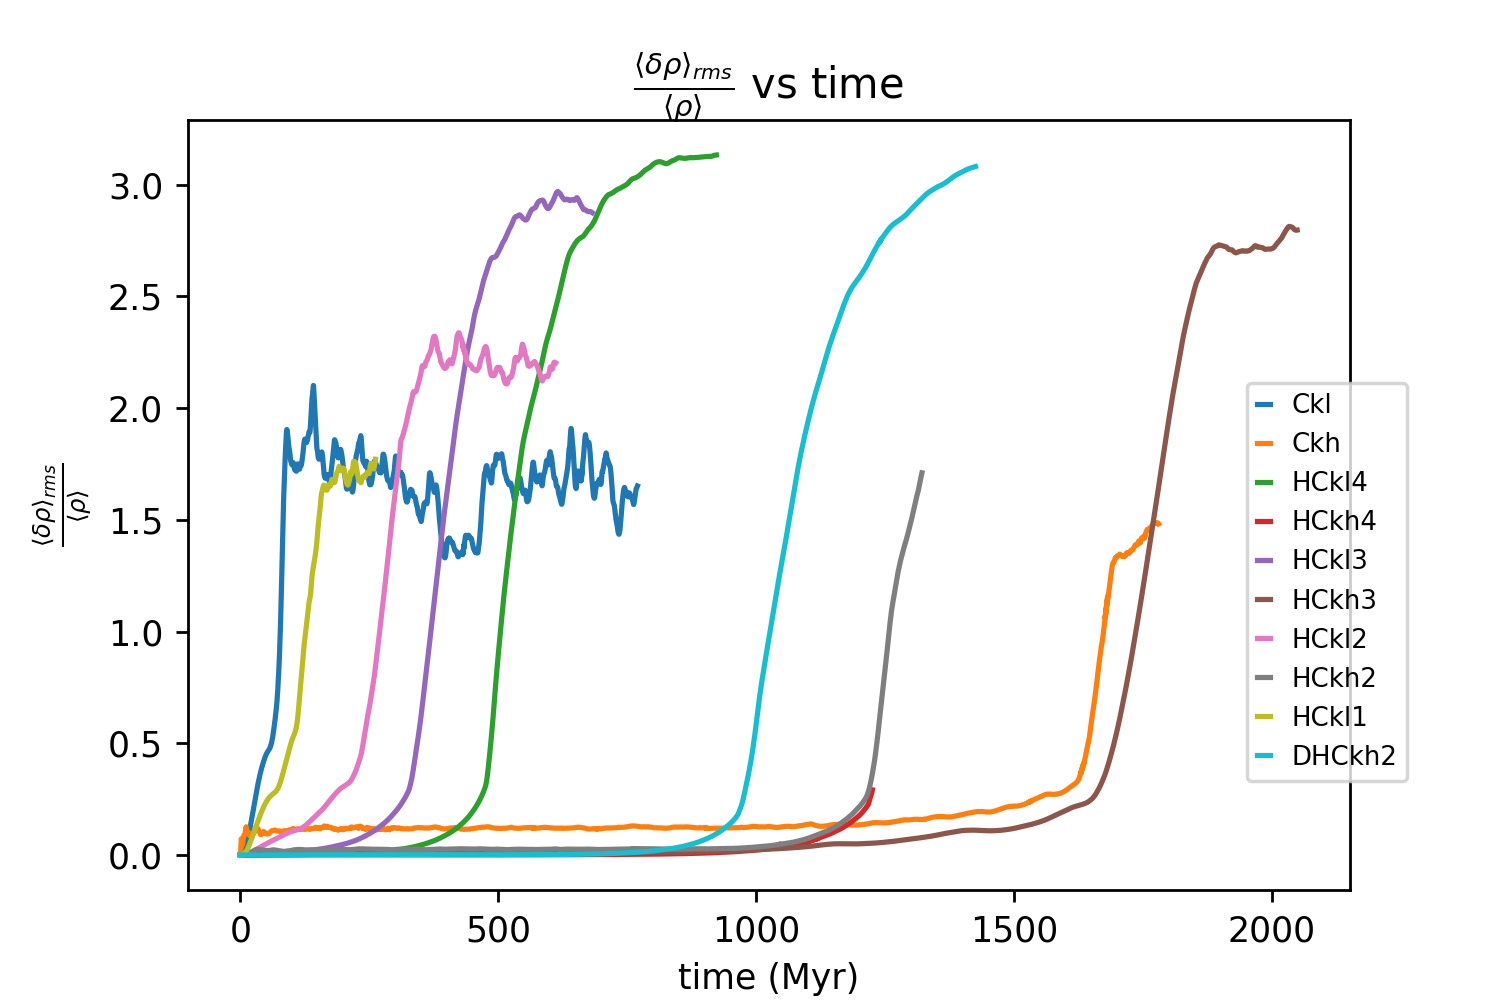 ⟨δρ⟩rms / ⟨ρ⟩ vs time
⟨δρ⟩rms / ⟨ρ⟩
3.0
2.5
2.0
1.5
1.0
0.5
0.0
0 500 1000 1500 2000
time (Myr)
Ckl
Ckh
HCkl4
HCkh4
HCkl3
HCkh3
HCkl2
HCkh2
HCkl1
DHCkh2